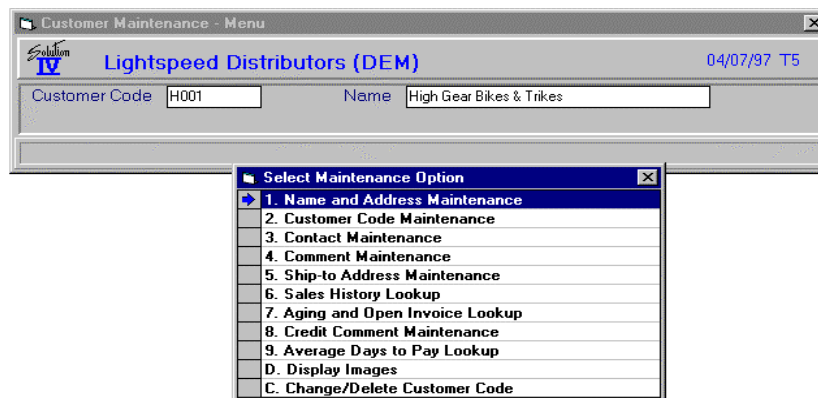 Customer Maintenance - Menu
Solution IV
Lightspeed Distributors (DEM)
04/07/97 T5
Customer Code H001 Name High Gear Bikes & Trikes
Select Maintenance Option
1. Name and Address Maintenance
2. Customer Code Maintenance
3. Contact Maintenance
4. Comment Maintenance
5. Ship-to Address Maintenance
6. Sales History Lookup
7. Aging and Open Invoice Lookup
8. Credit Comment Maintenance
9. Average Days to Pay Lookup
D. Display Images
C. Change/Delete Customer Code